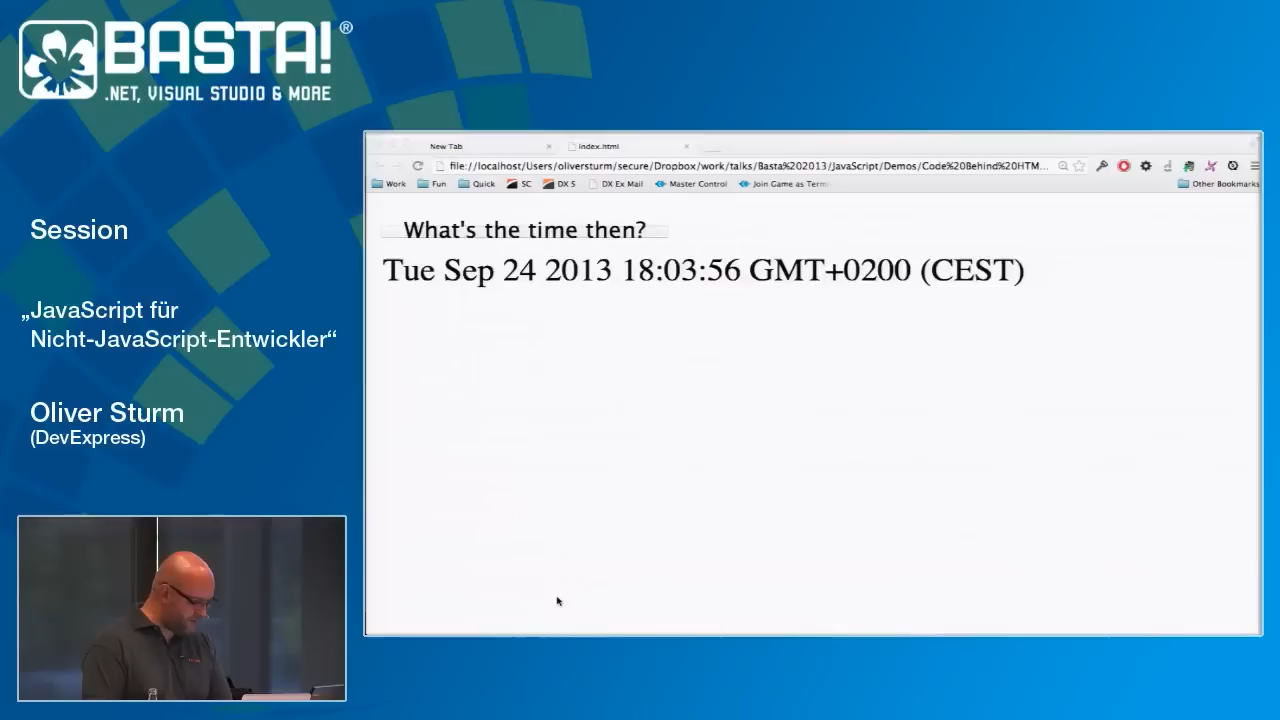 BASTA!®
.NET, VISUAL STUDIO & MORE
Session
„JavaScript für
Nicht-JavaScript-Entwickler“
Oliver Sturm
(DevExpress)
New Tab
index.html
file://localhost/Users/oliversturm/secure/Dropbox/work/talks/Basta%202013/JavaScript/Demos/Code%20Behind%20HTM...
Work Fun Quick SC DX 5 DX Ex Mail Master Control Join Game as Term Other Bookmarks
What's the time then?
Tue Sep 24 2013 18:03:56 GMT+0200 (CEST)